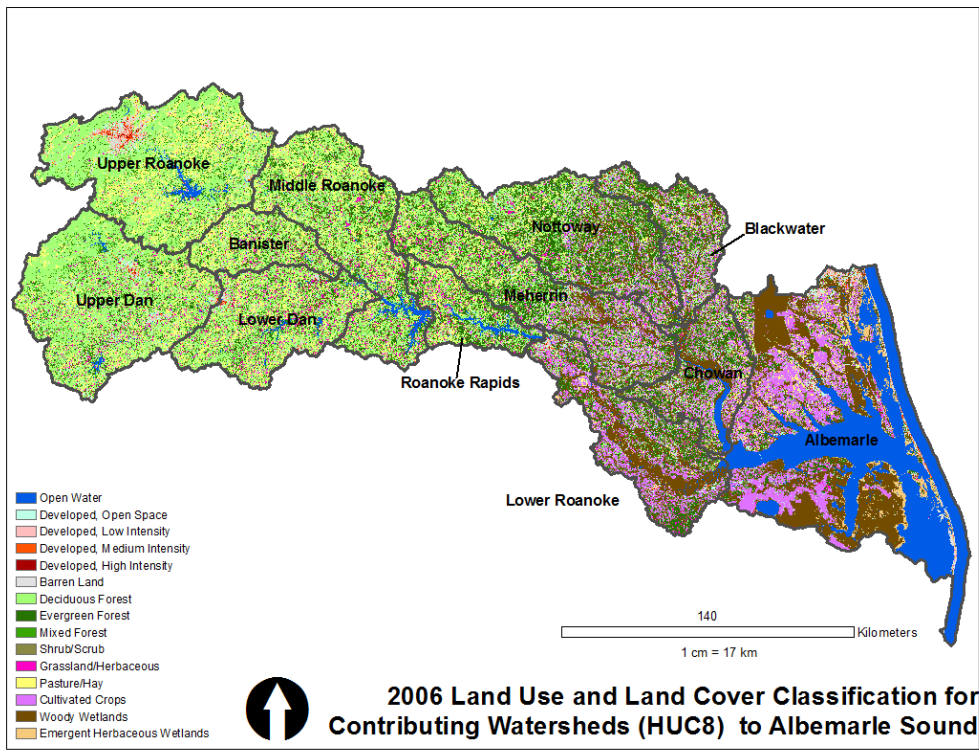 Upper Roanoke
Middle Roanoke
Nottoway
Blackwater
Banister
Upper Dan
Meherrin
Lower Dan
Roanoke Rapids
Chowan
Albemarle
Lower Roanoke
Open Water
Developed, Open Space
Developed, Low Intensity
Developed, Medium Intensity
Developed, High Intensity
Barren Land
Deciduous Forest
Evergreen Forest
Mixed Forest
Shrub/Scrub
Grassland/Herbaceous
Pasture/Hay
Cultivated Crops
Woody Wetlands
Emergent Herbaceous Wetlands
140
Kilometers
1 cm = 17 km
2006 Land Use and Land Cover Classification for
Contributing Watersheds (HUC8) to Albemarle Sound